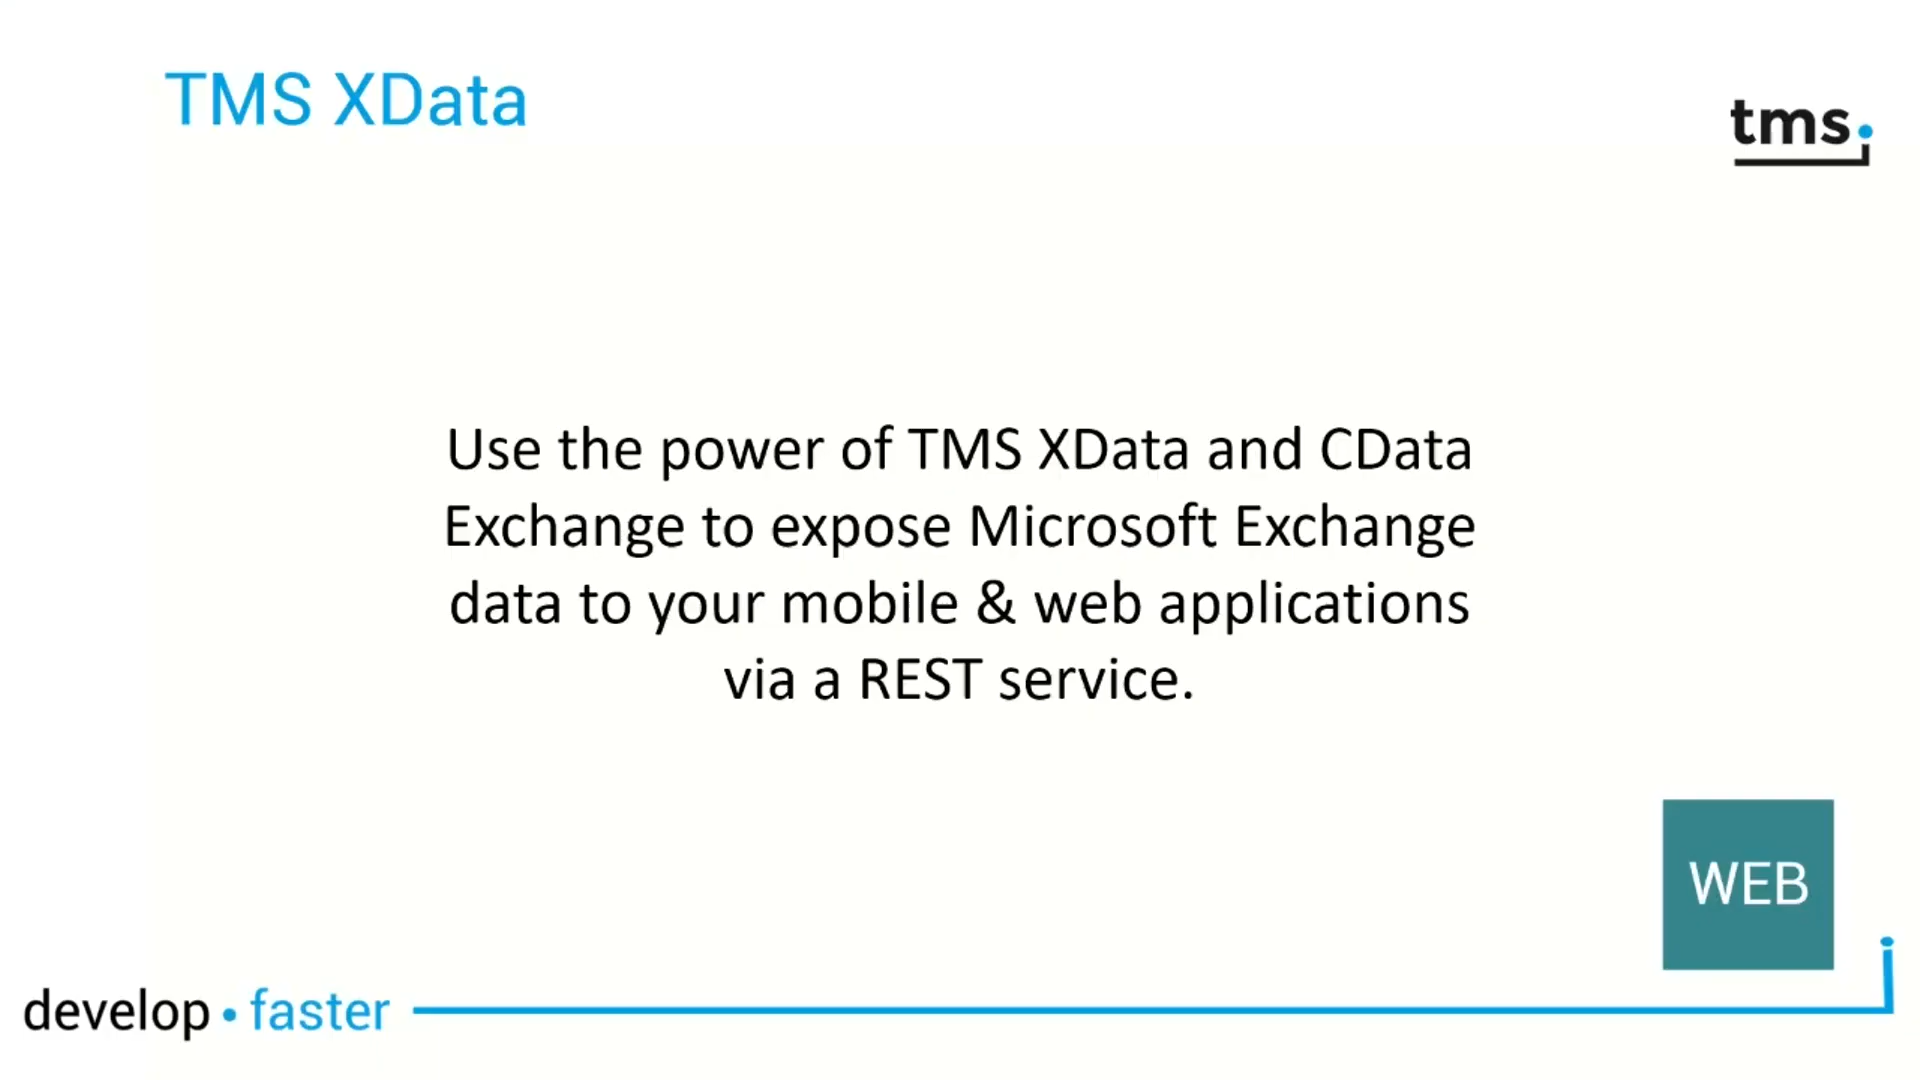 TMS XData
tms.
Use the power of TMS XData and CData
Exchange to expose Microsoft Exchange
data to your mobile & web applications
via a REST service.
WEB
develop • faster